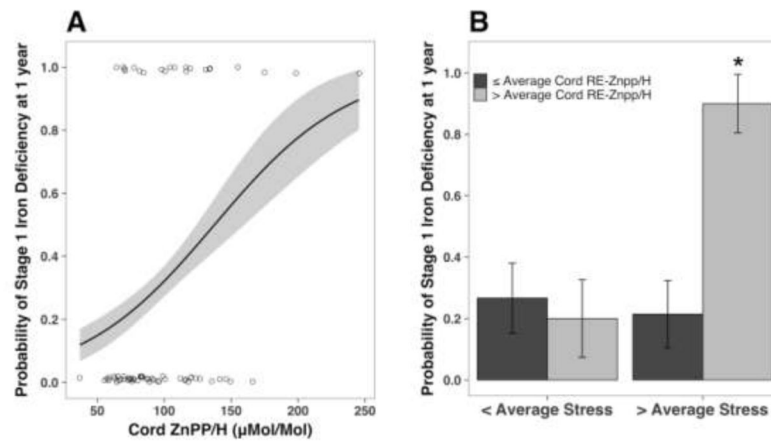 A
Probability of Stage 1 Iron Deficiency at 1 year
1.0
0.8
0.6
0.4
0.2
0.0
50 100 150 200 250
Cord ZnPP/H (µMol/Mol)
B
Probability of Stage 1 Iron Deficiency at 1 year
1.0
0.8
0.6
0.4
0.2
0.0
≤ Average Cord RE-Znpp/H
> Average Cord RE-Znpp/H
*
< Average Stress > Average Stress